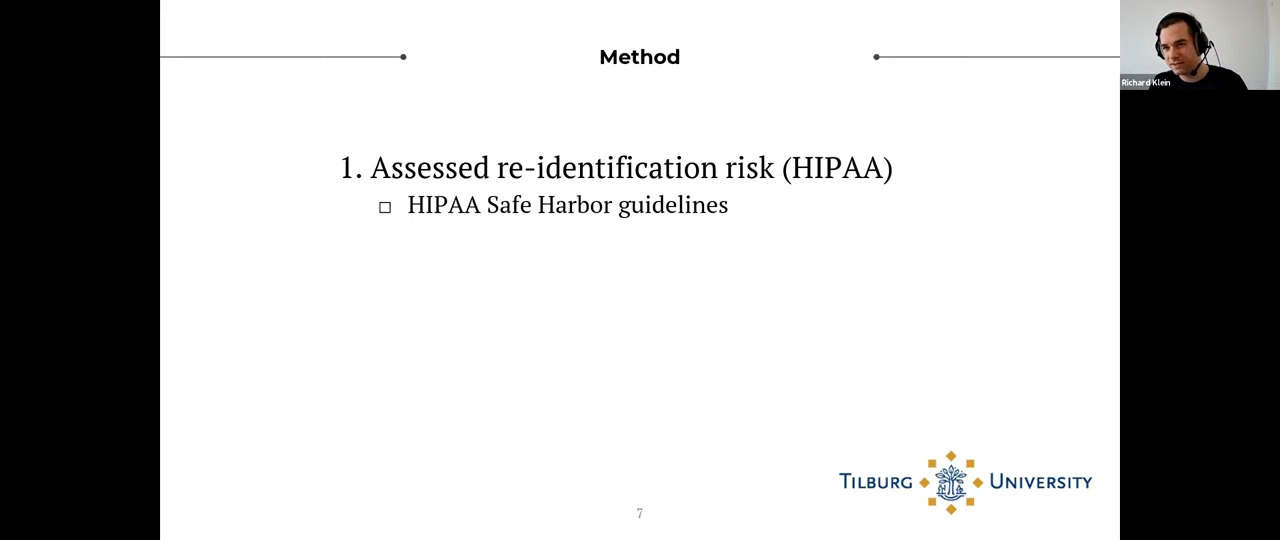 Method
Richard Klein
1. Assessed re-identification risk (HIPAA)
□ HIPAA Safe Harbor guidelines
TILBURG UNIVERSITY
7